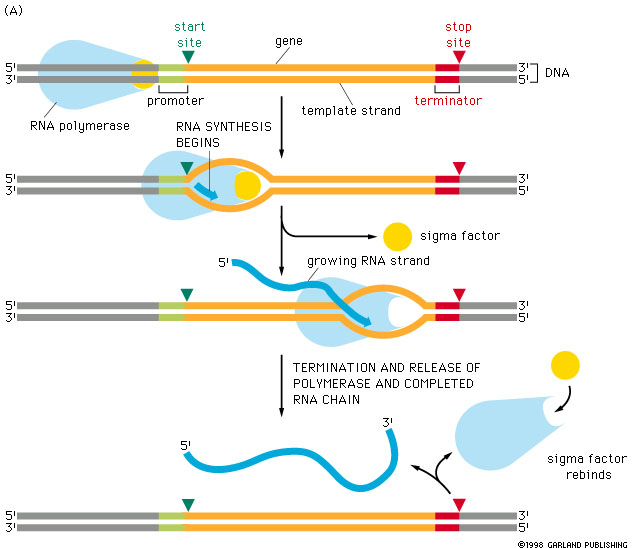 (A)
start
site
stop
site
gene
5'
3'
3'
5'
DNA
promoter
template strand
terminator
RNA polymerase
RNA SYNTHESIS
BEGINS
5'
3'
3'
5'
sigma factor
5'
growing RNA strand
5'
3'
3'
5'
TERMINATION AND RELEASE OF
POLYMERASE AND COMPLETED
RNA CHAIN
3'
5'
sigma factor
rebinds
5'
3'
3'
5'
©1998 GARLAND PUBLISHING